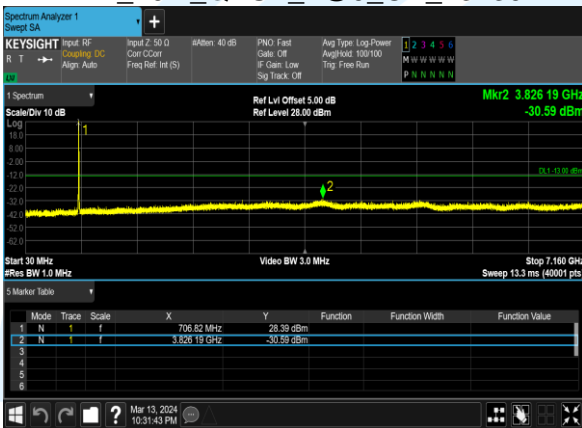 Spectrum Analyzer 1
Swept SA
+
KEYSIGHT
R T
LW
Input: RF
Coupling: DC
Align: Auto
Input Z: 50 Ω
Corr CCorr
Freq Ref: Int (S)
#Atten: 40 dB
PNO: Fast
Gate: Off
IF Gain: Low
Sig Track: Off
Avg Type: Log-Power
Avg|Hold: 100/100
Trig: Free Run
1 2 3 4 5 6
M W W W W W
P N N N N N
1 Spectrum
Scale/Div 10 dB
Ref Lvl Offset 5.00 dB
Ref Level 28.00 dBm
Mkr2 3.826 19 GHz
-30.59 dBm
Log
18.0
8.00
-2.00
-12.0
-22.0
-32.0
-42.0
-52.0
-62.0
1
2
DL1 -13.00 dBm
Start 30 MHz
#Res BW 1.0 MHz
Video BW 3.0 MHz
Stop 7.160 GHz
Sweep 13.3 ms (40001 pts
5 Marker Table
Mode Trace Scale X Y Function Function Width Function Value
1 N 1 f 706.82 MHz 28.39 dBm
2 N 1 f 3.826 19 GHz -30.59 dBm
3
4
5
6
?
Mar 13, 2024
10:31:43 PM